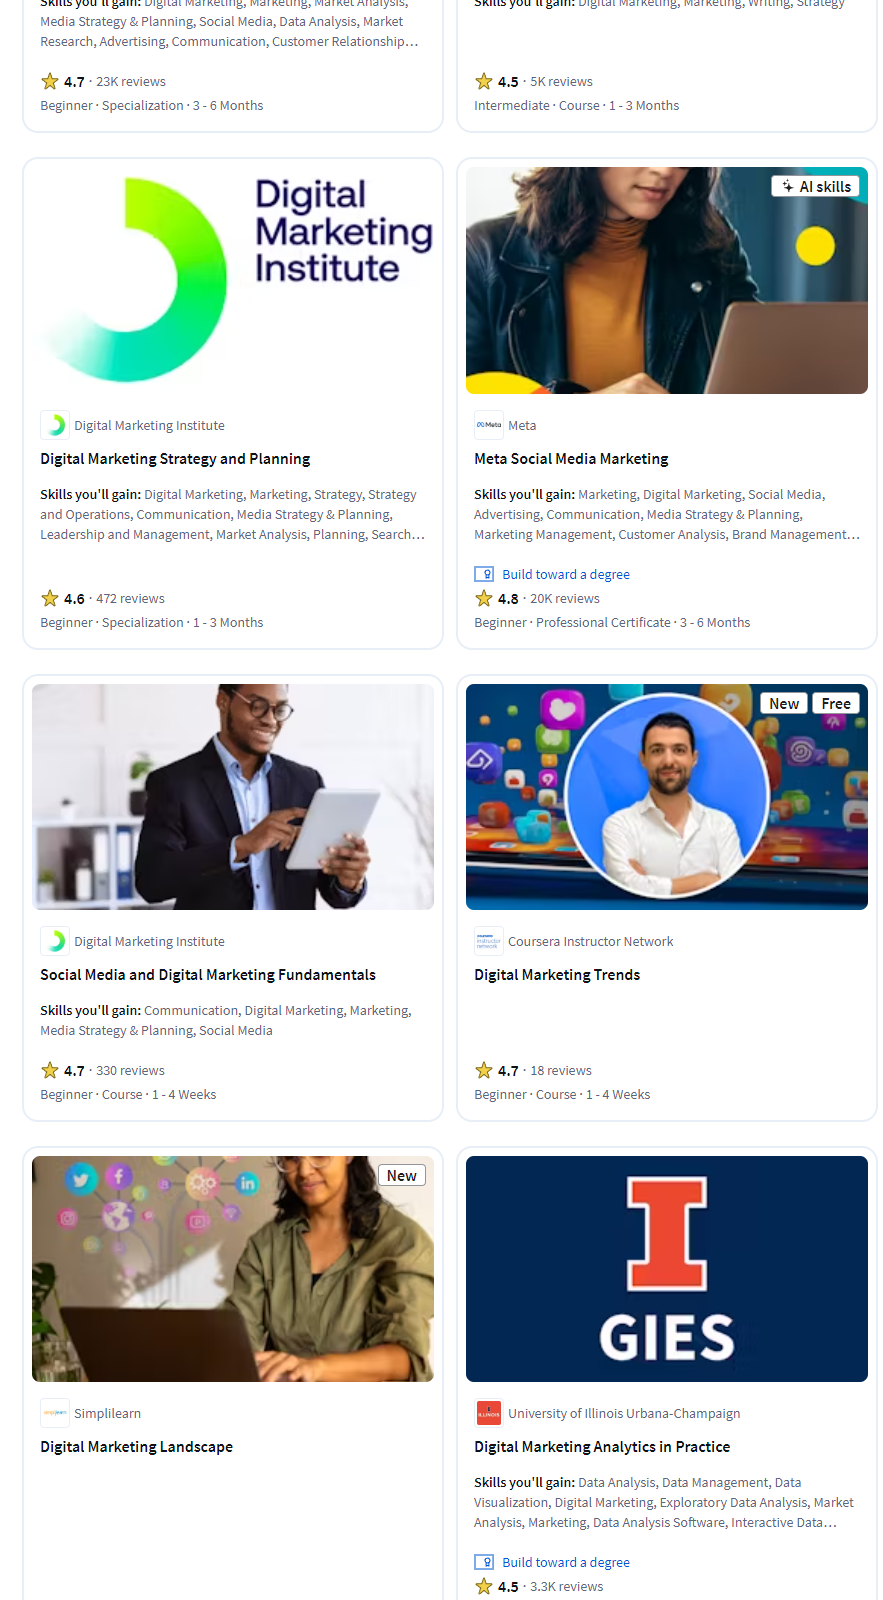 Skills you'll gain: Digital Marketing, Marketing, Market Analysis,
Media Strategy & Planning, Social Media, Data Analysis, Market
Research, Advertising, Communication, Customer Relationship...
4.7 · 23K reviews
Beginner · Specialization · 3 - 6 Months
Skills you'll gain: Digital Marketing, Marketing, Writing, Strategy
4.5 · 5K reviews
Intermediate · Course · 1 - 3 Months
Digital
Marketing
Institute
Digital Marketing Institute
Digital Marketing Strategy and Planning
Skills you'll gain: Digital Marketing, Marketing, Strategy, Strategy
and Operations, Communication, Media Strategy & Planning,
Leadership and Management, Market Analysis, Planning, Search...
4.6 · 472 reviews
Beginner · Specialization · 1 - 3 Months
AI skills
Meta
Meta
Meta Social Media Marketing
Skills you'll gain: Marketing, Digital Marketing, Social Media,
Advertising, Communication, Media Strategy & Planning,
Marketing Management, Customer Analysis, Brand Management...
Build toward a degree
4.8 · 20K reviews
Beginner · Professional Certificate · 3 - 6 Months
Digital Marketing Institute
Social Media and Digital Marketing Fundamentals
Skills you'll gain: Communication, Digital Marketing, Marketing,
Media Strategy & Planning, Social Media
4.7 · 330 reviews
Beginner · Course · 1 - 4 Weeks
New
Free
coursera
instructor
network
Coursera Instructor Network
Digital Marketing Trends
4.7 · 18 reviews
Beginner · Course · 1 - 4 Weeks
New
simplilearn
Simplilearn
Digital Marketing Landscape
I
GIES
ILLINOIS
University of Illinois Urbana-Champaign
Digital Marketing Analytics in Practice
Skills you'll gain: Data Analysis, Data Management, Data
Visualization, Digital Marketing, Exploratory Data Analysis, Market
Analysis, Marketing, Data Analysis Software, Interactive Data...
Build toward a degree
4.5 · 3.3K reviews